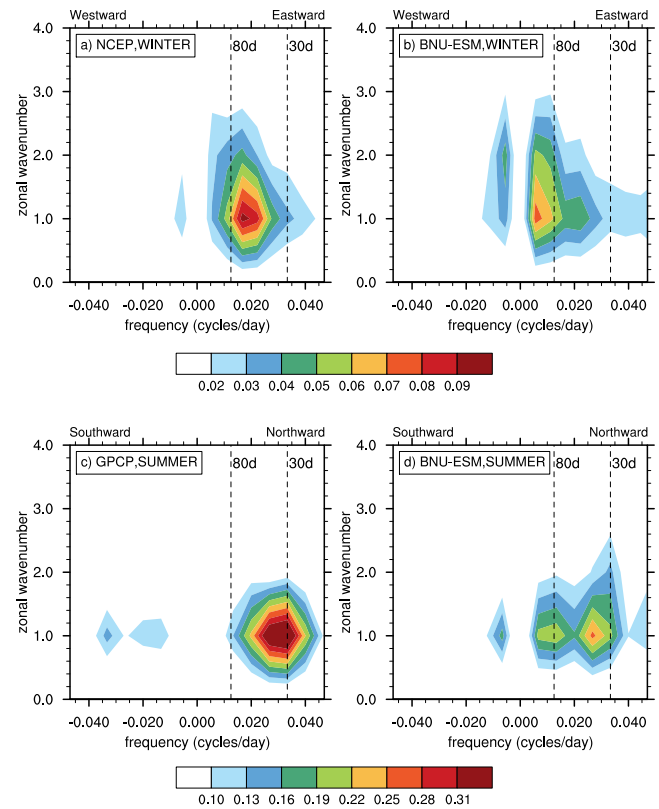 Westward Eastward
a) NCEP,WINTER 80d 30d
4.0
3.0
2.0
1.0
0.0
zonal wavenumber
-0.040 -0.020 0.000 0.020 0.040
frequency (cycles/day)
Westward Eastward
b) BNU-ESM,WINTER 80d 30d
4.0
3.0
2.0
1.0
0.0
zonal wavenumber
-0.040 -0.020 0.000 0.020 0.040
frequency (cycles/day)
0.02 0.03 0.04 0.05 0.06 0.07 0.08 0.09
Southward Northward
c) GPCP,SUMMER 80d 30d
4.0
3.0
2.0
1.0
0.0
zonal wavenumber
-0.040 -0.020 0.000 0.020 0.040
frequency (cycles/day)
Southward Northward
d) BNU-ESM,SUMMER 80d 30d
4.0
3.0
2.0
1.0
0.0
zonal wavenumber
-0.040 -0.020 0.000 0.020 0.040
frequency (cycles/day)
0.10 0.13 0.16 0.19 0.22 0.25 0.28 0.31